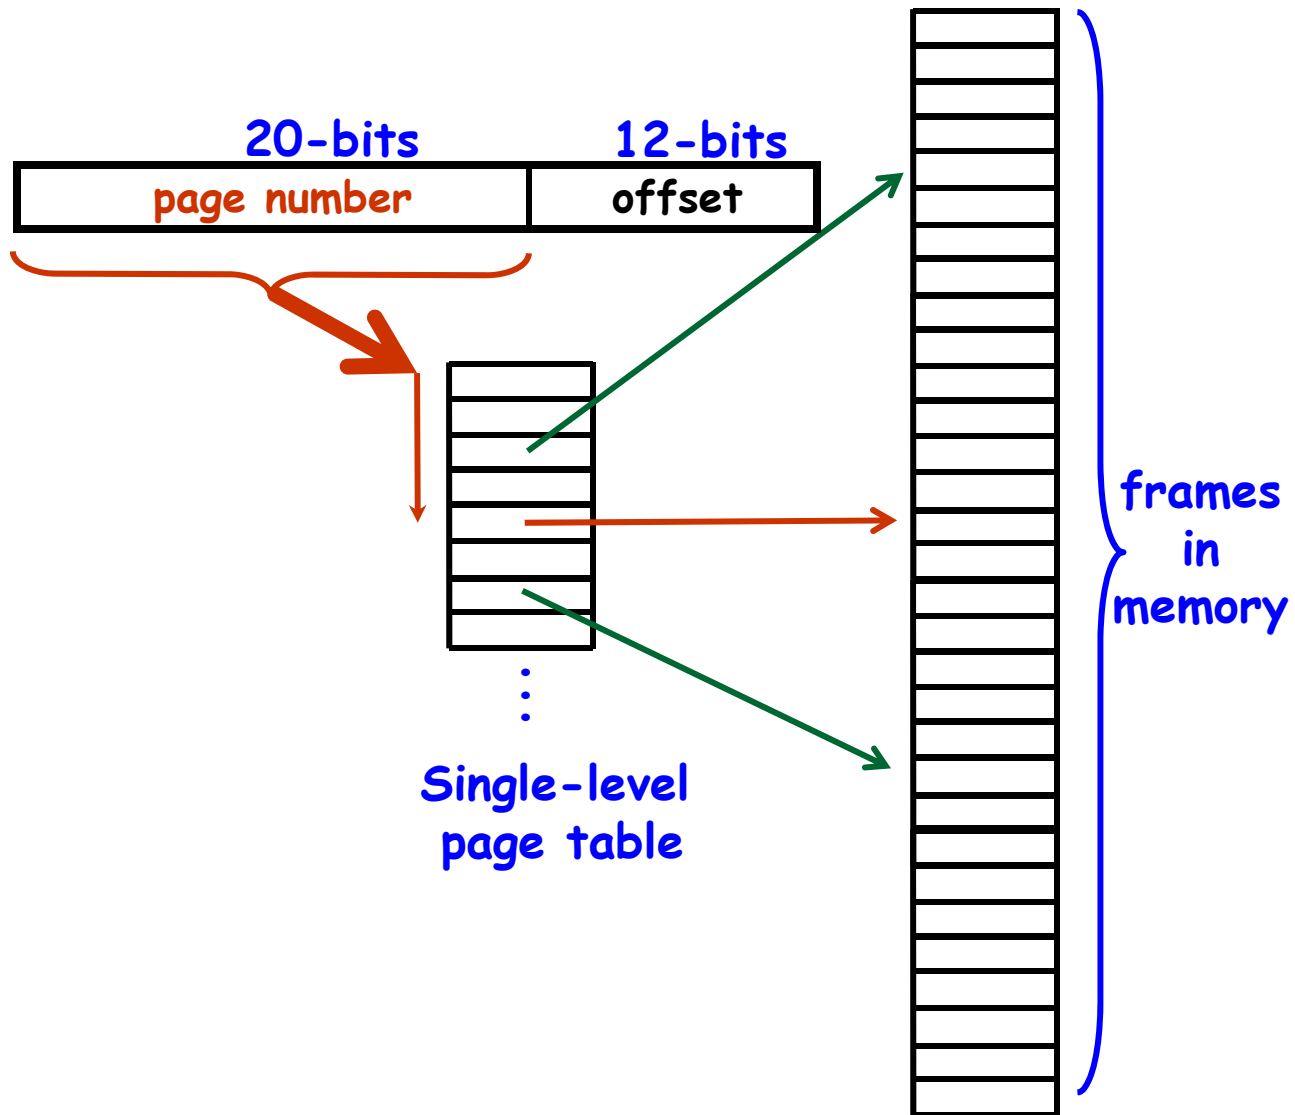 20-bits 12-bits
page number offset
frames
in
memory
Single-level
page table